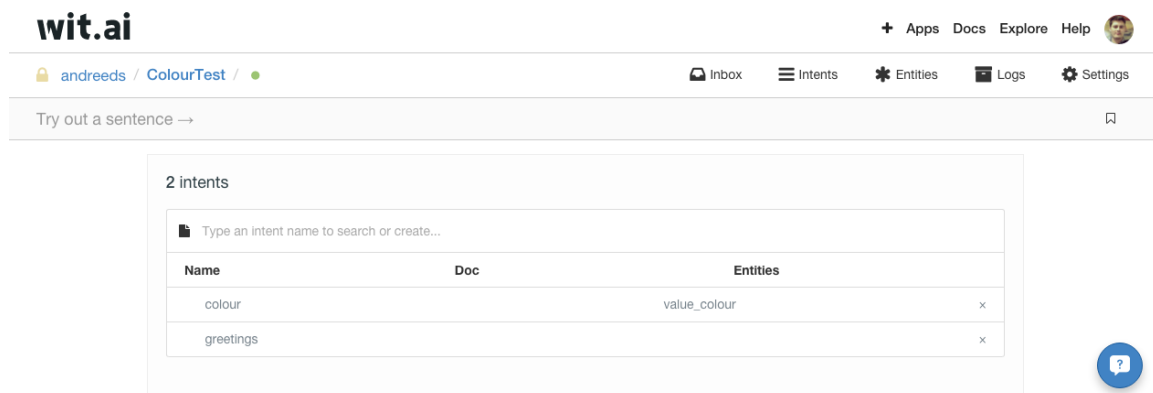 wit.ai
+ Apps Docs Explore Help
andreeds / ColourTest /
Inbox Intents Entities Logs Settings
Try out a sentence →
2 intents
Type an intent name to search or create...
Name Doc Entities
colour value_colour ×
greetings ×
?